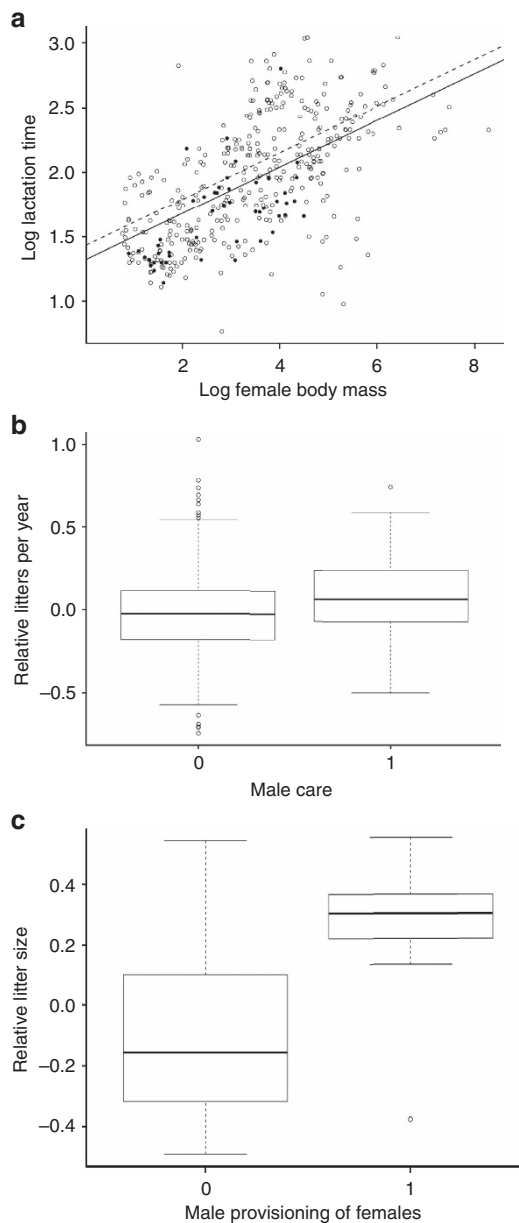 a
3.0
2.5
2.0
1.5
1.0
Log lactation time
2 4 6 8
Log female body mass
b
1.0
0.5
0.0
–0.5
Relative litters per year
0 1
Male care
c
0.4
0.2
0.0
–0.2
–0.4
Relative litter size
0 1
Male provisioning of females